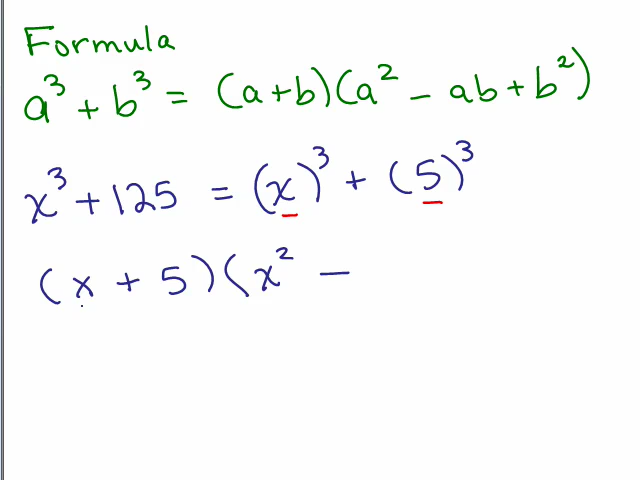 Formula
a³ + b³ = (a+b)(a² - ab + b²)
x³ + 125 = (x)³ + (5)³
(x + 5)(x² -